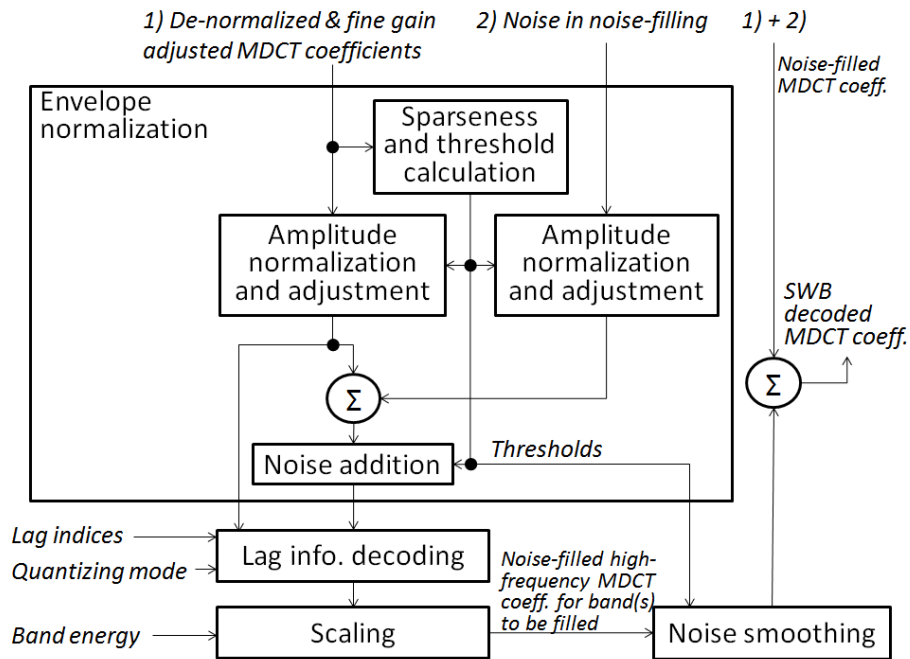 1) De-normalized & fine gain
adjusted MDCT coefficients
2) Noise in noise-filling
1) + 2)
Noise-filled
MDCT coeff.
Envelope
normalization
Sparseness
and threshold
calculation
Amplitude
normalization
and adjustment
Amplitude
normalization
and adjustment
SWB
decoded
MDCT coeff.
Σ
Σ
Noise addition
Thresholds
Lag indices
Quantizing mode
Lag info. decoding
Noise-filled high-
frequency MDCT
coeff. for band(s)
to be filled
Band energy
Scaling
Noise smoothing